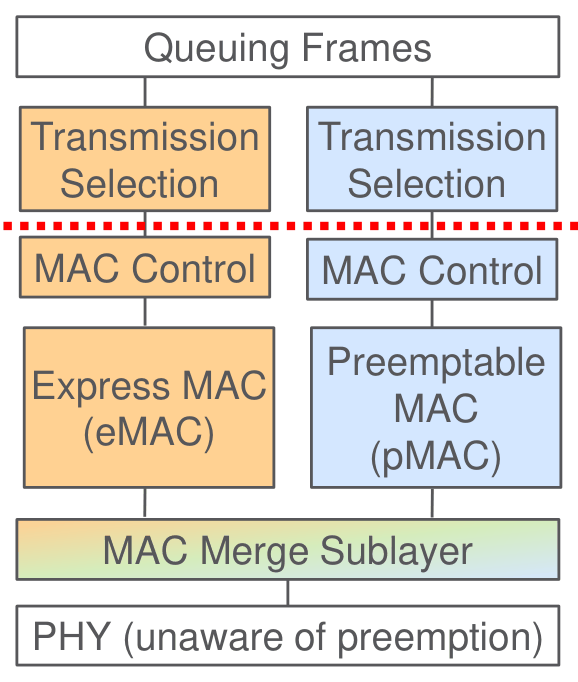 Queuing Frames
Transmission
Selection
Transmission
Selection
MAC Control
MAC Control
Express MAC
(eMAC)
Preemptable
MAC
(pMAC)
MAC Merge Sublayer
PHY (unaware of preemption)